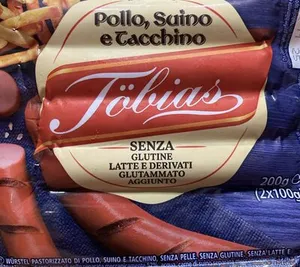 Pollo, Suino
e Tacchino
Töbias
SENZA
GLUTINE
LATTE E DERIVATI
GLUTAMMATO
AGGIUNTO
200g
(2x100g
WÜRSTEL PASTORIZZATO DI POLLO, SUINO E TACCHINO, SENZA PELLE, SENZA GLUTINE, SENZA LATTE E